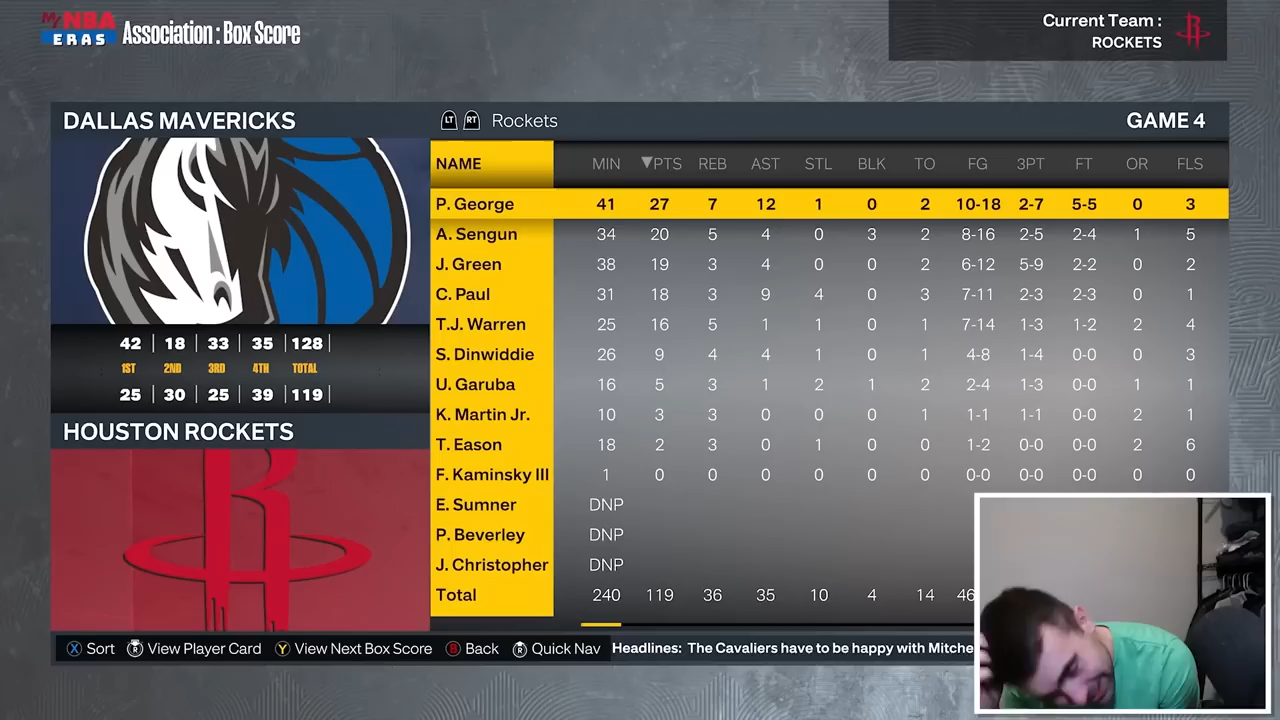 My NBA ERAS Association : Box Score
Current Team :
ROCKETS
DALLAS MAVERICKS
42 18 33 35 128
1ST 2ND 3RD 4TH TOTAL
25 30 25 39 119
HOUSTON ROCKETS
LT RT Rockets GAME 4
NAME MIN ▼PTS REB AST STL BLK TO FG 3PT FT OR FLS
P. George 41 27 7 12 1 0 2 10-18 2-7 5-5 0 3
A. Sengun 34 20 5 4 0 3 2 8-16 2-5 2-4 1 5
J. Green 38 19 3 4 0 0 2 6-12 5-9 2-2 0 2
C. Paul 31 18 3 9 4 0 3 7-11 2-3 2-3 0 1
T.J. Warren 25 16 5 1 1 0 1 7-14 1-3 1-2 2 4
S. Dinwiddie 26 9 4 4 1 0 1 4-8 1-4 0-0 0 3
U. Garuba 16 5 3 1 2 1 2 2-4 1-3 0-0 1 1
K. Martin Jr. 10 3 3 0 0 0 1 1-1 1-1 0-0 2 1
T. Eason 18 2 3 0 1 0 0 1-2 0-0 0-0 2 6
F. Kaminsky III 1 0 0 0 0 0 0 0-0 0-0 0-0 0 0
E. Sumner DNP
P. Beverley DNP
J. Christopher DNP
Total 240 119 36 35 10 4 14 46
X Sort R View Player Card Y View Next Box Score B Back R Quick Nav Headlines: The Cavaliers have to be happy with Mitche